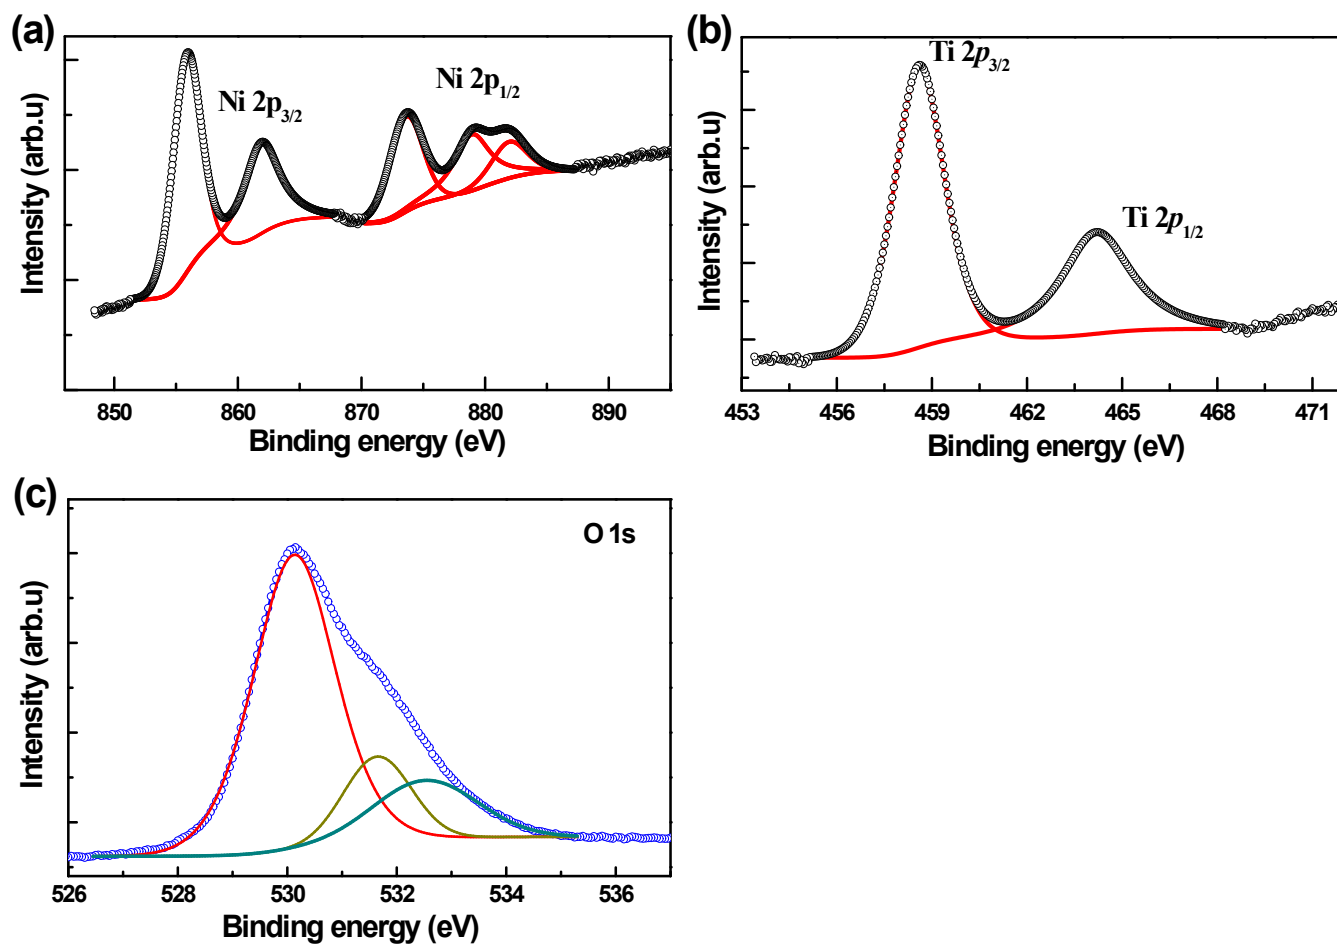 (a)
Ni 2p3/2
Ni 2p1/2
Intensity (arb.u)
850 860 870 880 890
Binding energy (eV)
(b)
Ti 2p3/2
Ti 2p1/2
Intensity (arb.u)
453 456 459 462 465 468 471
Binding energy (eV)
(c)
O 1s
Intensity (arb.u)
526 528 530 532 534 536
Binding energy (eV)